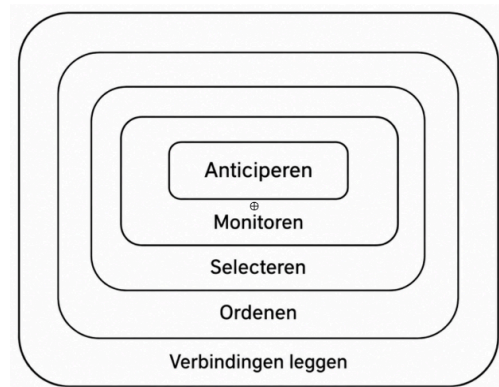 Anticiperen
Monitoren
Selecteren
Ordenen
Verbindingen leggen